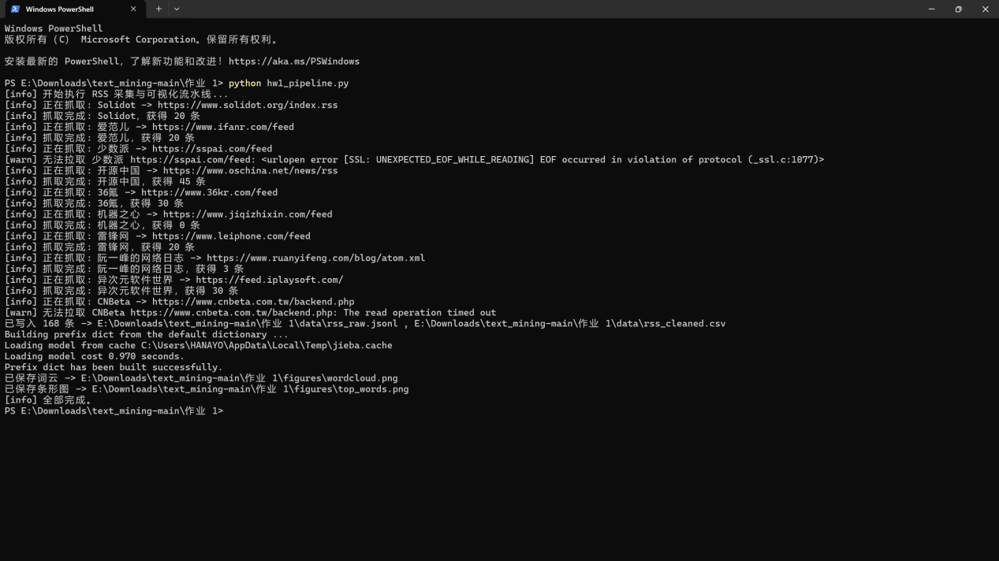 Windows PowerShell
Windows PowerShell
版权所有（C） Microsoft Corporation。保留所有权利。
安装最新的 PowerShell，了解新功能和改进！https://aka.ms/PSWindows
PS E:\Downloads\text_mining-main\作业 1> python hw1_pipeline.py
[info] 开始执行 RSS 采集与可视化流水线...
[info] 正在抓取: Solidot -> https://www.solidot.org/index.rss
[info] 抓取完成: Solidot，获得 20 条
[info] 正在抓取: 爱范儿 -> https://www.ifanr.com/feed
[info] 抓取完成: 爱范儿，获得 20 条
[info] 正在抓取: 少数派 -> https://sspai.com/feed
[warn] 无法拉取 少数派 https://sspai.com/feed: <urlopen error [SSL: UNEXPECTED_EOF_WHILE_READING] EOF occurred in violation of protocol (_ssl.c:1077)>
[info] 正在抓取: 开源中国 -> https://www.oschina.net/news/rss
[info] 抓取完成: 开源中国，获得 45 条
[info] 正在抓取: 36氪 -> https://www.36kr.com/feed
[info] 抓取完成: 36氪，获得 30 条
[info] 正在抓取: 机器之心 -> https://www.jiqizhixin.com/feed
[info] 抓取完成: 机器之心，获得 0 条
[info] 正在抓取: 雷锋网 -> https://www.leiphone.com/feed
[info] 抓取完成: 雷锋网，获得 20 条
[info] 正在抓取: 阮一峰的网络日志 -> https://www.ruanyifeng.com/blog/atom.xml
[info] 抓取完成: 阮一峰的网络日志，获得 3 条
[info] 正在抓取: 异次元软件世界 -> https://feed.iplaysoft.com/
[info] 抓取完成: 异次元软件世界，获得 30 条
[info] 正在抓取: CNBeta -> https://www.cnbeta.com.tw/backend.php
[warn] 无法拉取 CNBeta https://www.cnbeta.com.tw/backend.php: The read operation timed out
已写入 168 条 -> E:\Downloads\text_mining-main\作业 1\data\rss_raw.jsonl , E:\Downloads\text_mining-main\作业 1\data\rss_cleaned.csv
Building prefix dict from the default dictionary ...
Loading model from cache C:\Users\HANAYO\AppData\Local\Temp\jieba.cache
Loading model cost 0.970 seconds.
Prefix dict has been built successfully.
已保存词云 -> E:\Downloads\text_mining-main\作业 1\figures\wordcloud.png
已保存条形图 -> E:\Downloads\text_mining-main\作业 1\figures\top_words.png
[info] 全部完成。
PS E:\Downloads\text_mining-main\作业 1>